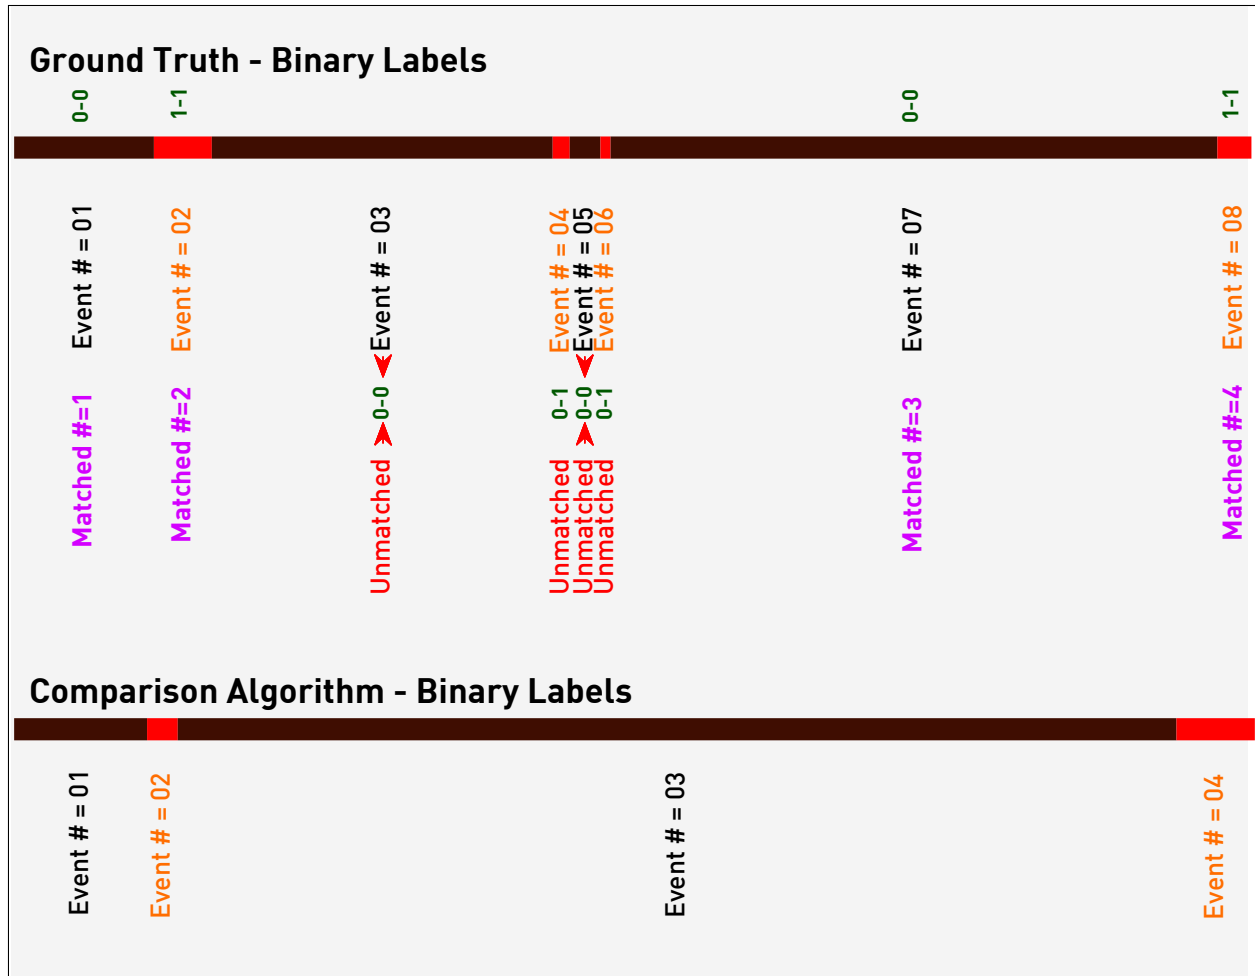 Ground Truth - Binary Labels
0-0
1-1
0-0
1-1
Event # = 01
Event # = 02
Event # = 03
Event # = 04
Event # = 05
Event # = 06
Event # = 07
Event # = 08
0-0
0-1
0-0
0-1
Matched #=1
Matched #=2
Unmatched
Unmatched
Unmatched
Unmatched
Matched #=3
Matched #=4
Comparison Algorithm - Binary Labels
Event # = 01
Event # = 02
Event # = 03
Event # = 04